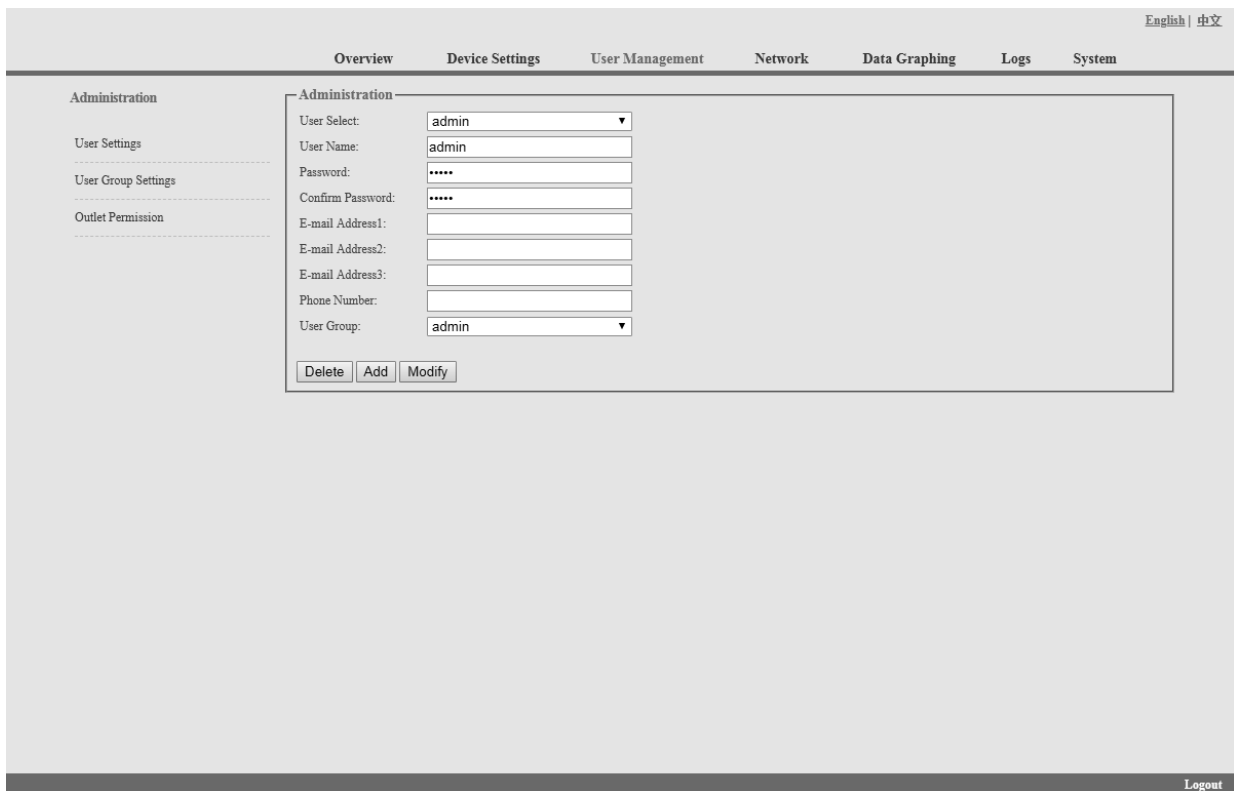 English | 中文
Overview Device Settings User Management Network Data Graphing Logs System
Administration
User Settings
User Group Settings
Outlet Permission
Administration
User Select: admin
User Name: admin
Password: •••••
Confirm Password: •••••
E-mail Address1:
E-mail Address2:
E-mail Address3:
Phone Number:
User Group: admin
Delete Add Modify
Logout